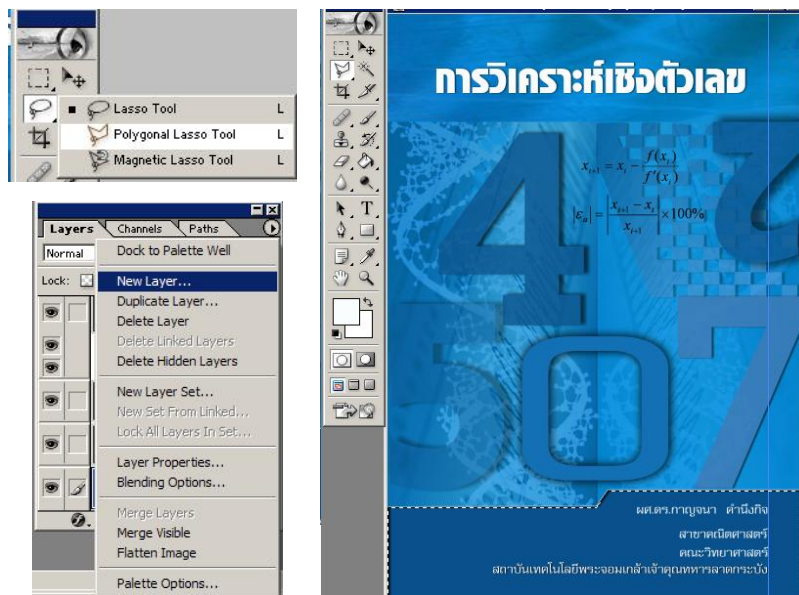 Lasso Tool L
Polygonal Lasso Tool L
Magnetic Lasso Tool L
Layers Channels Paths
Normal
Lock:
Dock to Palette Well
New Layer...
Duplicate Layer...
Delete Layer
Delete Linked Layers
Delete Hidden Layers
New Layer Set...
New Set From Linked...
Lock All Layers In Set...
Layer Properties...
Blending Options...
Merge Layers
Merge Visible
Flatten Image
Palette Options...
T
การวิเคราะห์เชิงตัวเลข
4
2
5
0
7
x_{i+1} = x_i - \frac{f(x_i)}{f'(x_i)}
|ε_a| = |\frac{x_{i+1} - x_i}{x_{i+1}}| × 100%
ผศ.ดร.กาญจนา คำนึงกิจ
สาขาคณิตศาสตร์
คณะวิทยาศาสตร์
สถาบันเทคโนโลยีพระจอมเกล้าเจ้าคุณทหารลาดกระบัง